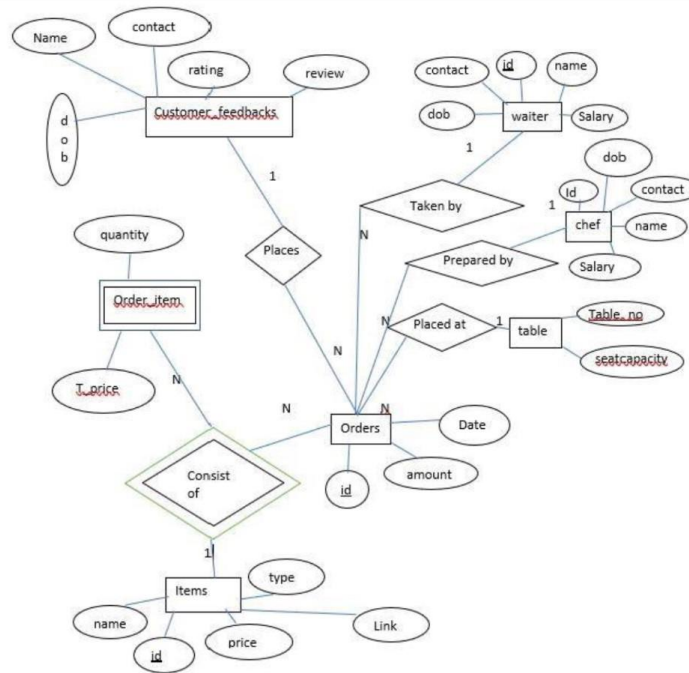 contact
Name
rating
review
id
name
contact
Customer_feedbacks
dob
waiter
Salary
d
o
b
1
dob
1
Id
contact
Taken by
1
chef
name
quantity
N
Places
Prepared by
Salary
Order_item
Table_no
N
Placed at
1
table
N
seatcapacity
T_price
N
N
N
Orders
Date
Consist
of
amount
id
1
Items
type
name
Link
id
price